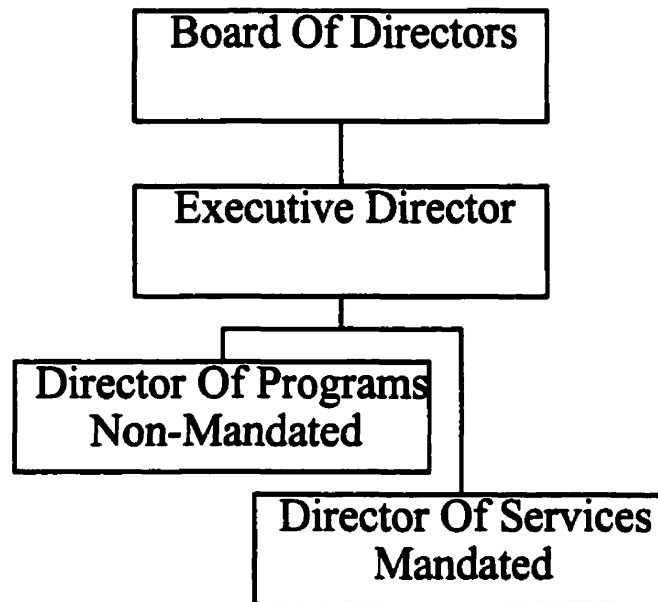 Board Of Directors
Executive Director
Director Of Programs
Non-Mandated
Director Of Services
Mandated